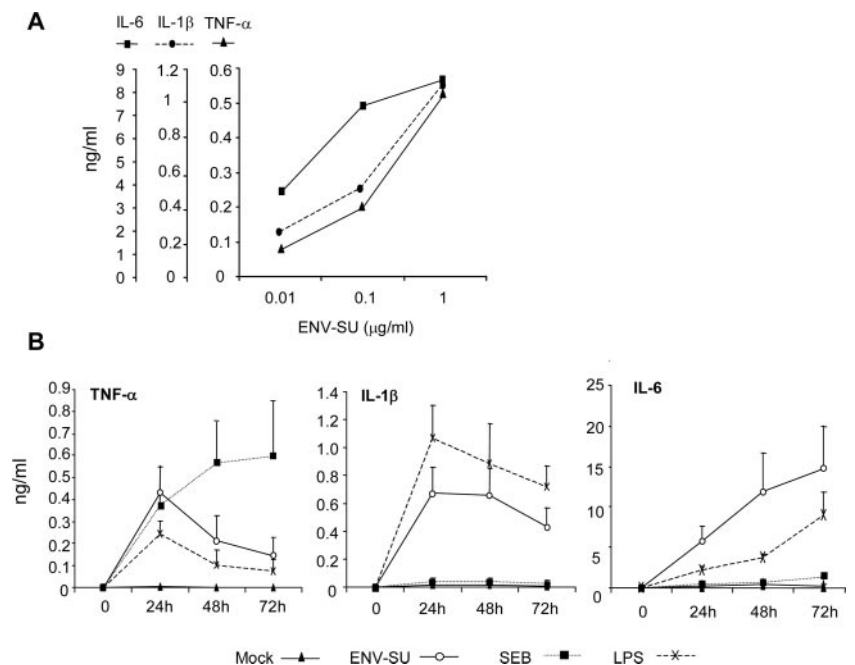 A
IL-6 IL-1β TNF-α
9 1.2 0.6
8
7 1 0.5
6 0.8 0.4
5
4 0.6 0.3
3 0.4 0.2
2 0.2 0.1
1
0 0 0
ng/ml
0.01 0.1 1
ENV-SU (μg/ml)
B
TNF-α
0.9
0.8
0.7
0.6
0.5
0.4
0.3
0.2
0.1
0
ng/ml
0 24h 48h 72h
IL-1β
1.4
1.2
1.0
0.8
0.6
0.4
0.2
0
0 24h 48h 72h
IL-6
25
20
15
10
5
0
0 24h 48h 72h
Mock ENV-SU SEB LPS